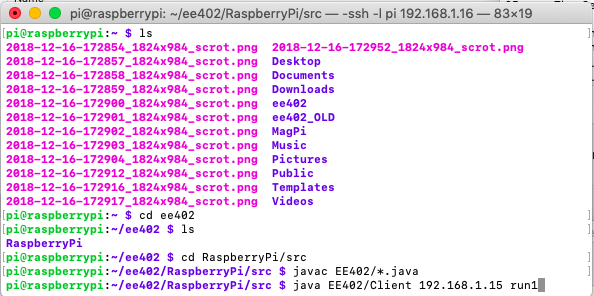 pi@raspberrypi: ~/ee402/RaspberryPi/src — -ssh -l pi 192.168.1.16 — 83×19
[pi@raspberrypi:~ $ ls
2018-12-16-172854_1824x984_scrot.png 2018-12-16-172952_1824x984_scrot.png
2018-12-16-172857_1824x984_scrot.png Desktop
2018-12-16-172858_1824x984_scrot.png Documents
2018-12-16-172859_1824x984_scrot.png Downloads
2018-12-16-172900_1824x984_scrot.png ee402
2018-12-16-172901_1824x984_scrot.png ee402_OLD
2018-12-16-172902_1824x984_scrot.png MagPi
2018-12-16-172903_1824x984_scrot.png Music
2018-12-16-172904_1824x984_scrot.png Pictures
2018-12-16-172912_1824x984_scrot.png Public
2018-12-16-172916_1824x984_scrot.png Templates
2018-12-16-172917_1824x984_scrot.png Videos
[pi@raspberrypi:~ $ cd ee402 ]
[pi@raspberrypi:~/ee402 $ ls ]
RaspberryPi
[pi@raspberrypi:~/ee402 $ cd RaspberryPi/src ]
[pi@raspberrypi:~/ee402/RaspberryPi/src $ javac EE402/*.java ]
pi@raspberrypi:~/ee402/RaspberryPi/src $ java EE402/Client 192.168.1.15 run1